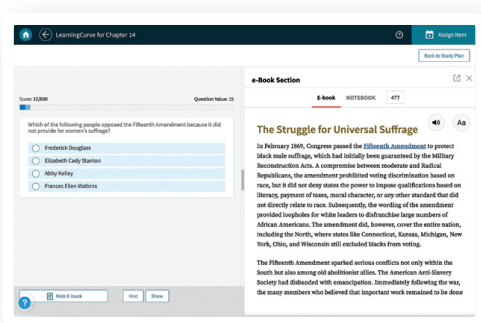 LearningCurve for Chapter 14
Assign Item
Back to Study Plan
Score: 15/500
Question Value: 15
Which of the following people opposed the Fifteenth Amendment because it did
not provide for women's suffrage?
Frederick Douglass
Elizabeth Cady Stanton
Abby Kelley
Frances Ellen Watkins
Hide E-book
Hint
Show
?
e-Book Section
E-book
NOTEBOOK
477
Aa
The Struggle for Universal Suffrage
In February 1869, Congress passed the Fifteenth Amendment to protect
black male suffrage, which had initially been guaranteed by the Military
Reconstruction Acts. A compromise between moderate and Radical
Republicans, the amendment prohibited voting discrimination based on
race, but it did not deny states the power to impose qualifications based on
literacy, payment of taxes, moral character, or any other standard that did
not directly relate to race. Subsequently, the wording of the amendment
provided loopholes for white leaders to disfranchise large numbers of
African Americans. The amendment did, however, cover the entire nation,
including the North, where states like Connecticut, Kansas, Michigan, New
York, Ohio, and Wisconsin still excluded blacks from voting.
The Fifteenth Amendment sparked serious conflicts not only within the
South but also among old abolitionist allies. The American Anti-Slavery
Society had disbanded with emancipation. Immediately following the war,
the many members who believed that important work remained to be done